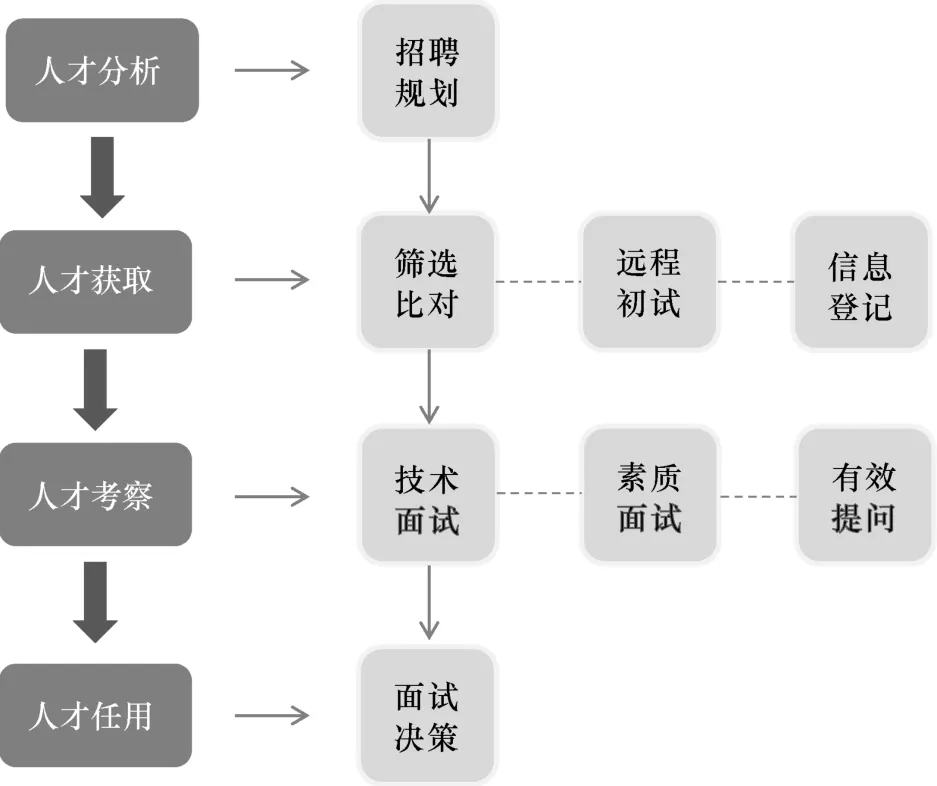 人才分析
招聘
规划
人才获取
筛选
比对
远程
初试
信息
登记
人才考察
技术
面试
素质
面试
有效
提问
人才任用
面试
决策